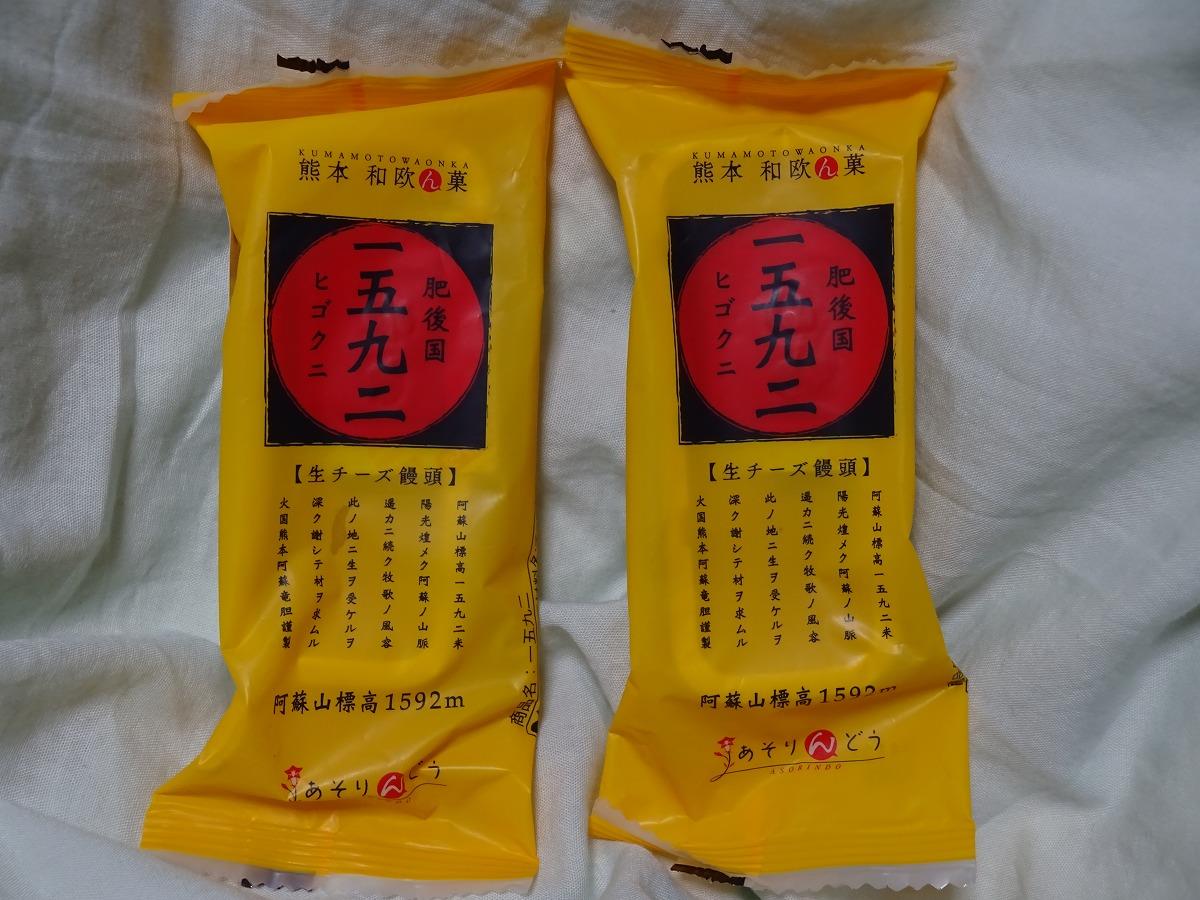 KUMAMOTOWAONKA
熊本 和欧ん菓
肥後国
一五九二
ヒゴクニ
【生チーズ饅頭】
阿蘇山標高一五九二米
陽光煌メク阿蘇ノ山脈
遥カニ続ク牧歌ノ風容
此ノ地ニ生ヲ受ケルヲ
深ク謝シテ材ヲ求ムル
火国熊本阿蘇竜胆謹製
阿蘇山標高1592m
あそりんどう
商品名:一五九二
KUMAMOTOWAONKA
熊本 和欧ん菓
肥後国
一五九二
ヒゴクニ
【生チーズ饅頭】
阿蘇山標高一五九二米
陽光煌メク阿蘇ノ山脈
遥カニ続ク牧歌ノ風容
此ノ地ニ生ヲ受ケルヲ
深ク謝シテ材ヲ求ムル
火国熊本阿蘇竜胆謹製
阿蘇山標高1592m
あそりんどう
ASORINDO